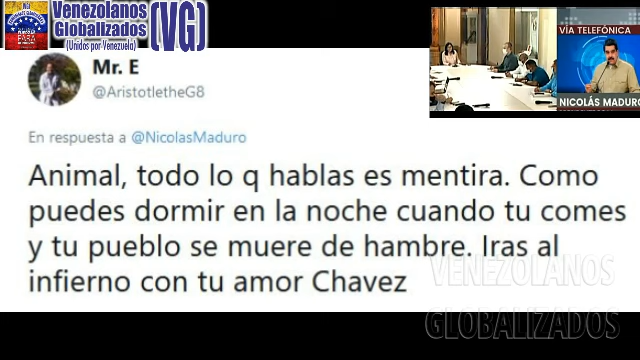 Venezolanos
Globalizados (VG)
(Unidos por Venezuela)
VÍA TELEFÓNICA
NICOLÁS MADURO
Mr. E
@AristotletheG8
En respuesta a @NicolasMaduro
Animal, todo lo q hablas es mentira. Como
puedes dormir en la noche cuando tu comes
y tu pueblo se muere de hambre. Iras al
infierno con tu amor Chavez
VENEZOLANOS
GLOBALIZADOS